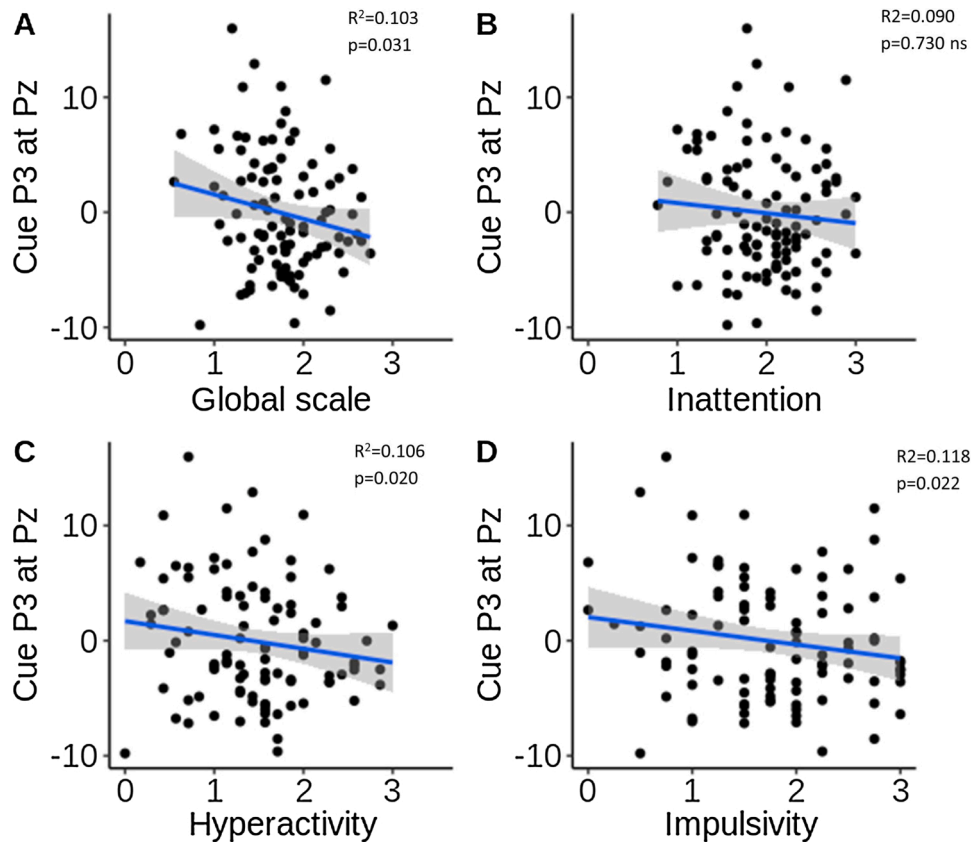 A
R²=0.103
p=0.031
Cue P3 at Pz
10
0
-10
0 1 2 3
Global scale
B
R2=0.090
p=0.730 ns
Cue P3 at Pz
10
0
-10
0 1 2 3
Inattention
C
R²=0.106
p=0.020
Cue P3 at Pz
10
0
-10
0 1 2 3
Hyperactivity
D
R2=0.118
p=0.022
Cue P3 at Pz
10
0
-10
0 1 2 3
Impulsivity